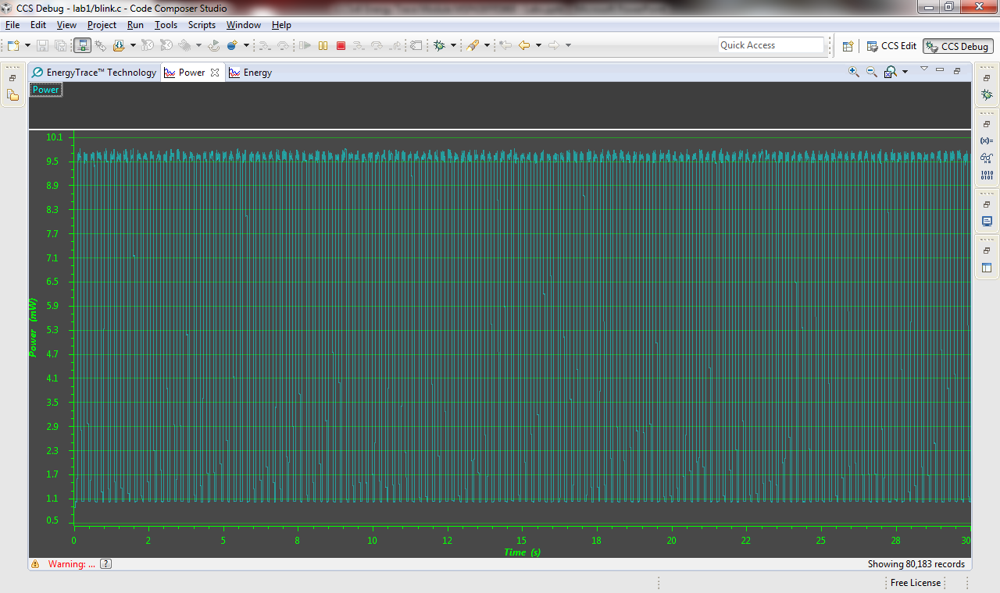 CCS Debug - lab1/blink.c - Code Composer Studio
File Edit View Project Run Tools Scripts Window Help
Quick Access
CCS Edit
CCS Debug
EnergyTrace™ Technology
Power
Energy
Power
10.1
9.5
8.9
8.3
7.7
7.1
6.5
5.9
5.3
4.7
4.1
3.5
2.9
2.3
1.7
1.1
0.5
Power (mW)
0 2 5 8 10 12 15 18 20 22 25 28 30
Time (s)
Warning: ... ?
Showing 80,183 records
Free License
(x)=
1010
0101